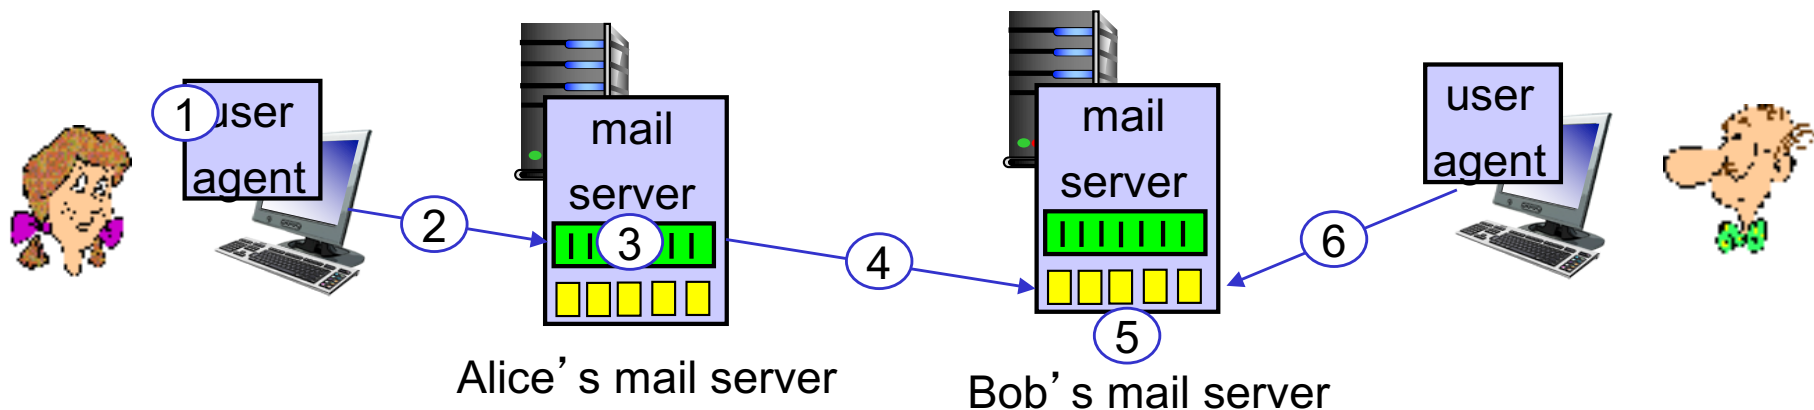 1
user
agent
2
mail
server
3
Alice’s mail server
4
mail
server
5
Bob’s mail server
6
user
agent